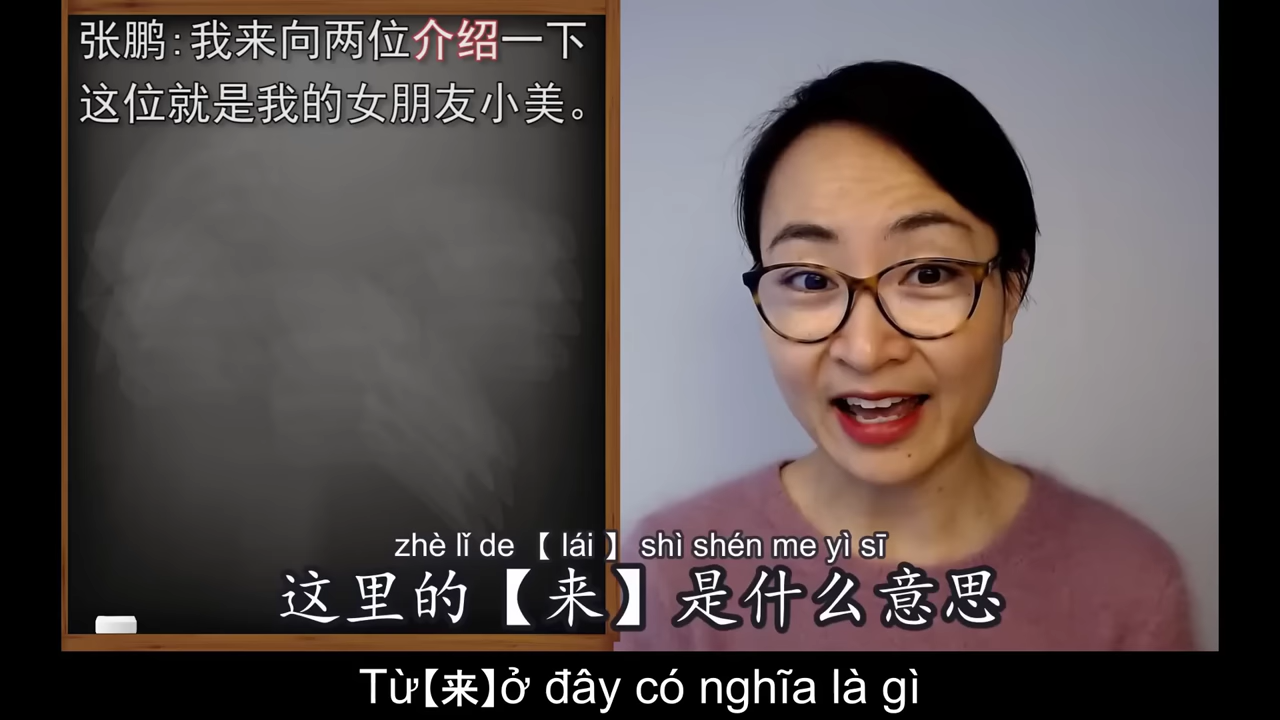 张鹏:我来向两位介绍一下
这位就是我的女朋友小美。
zhè lǐ de 【 lái 】 shì shén me yì sī
这里的【来】是什么意思
Từ【来】ở đây có nghĩa là gì